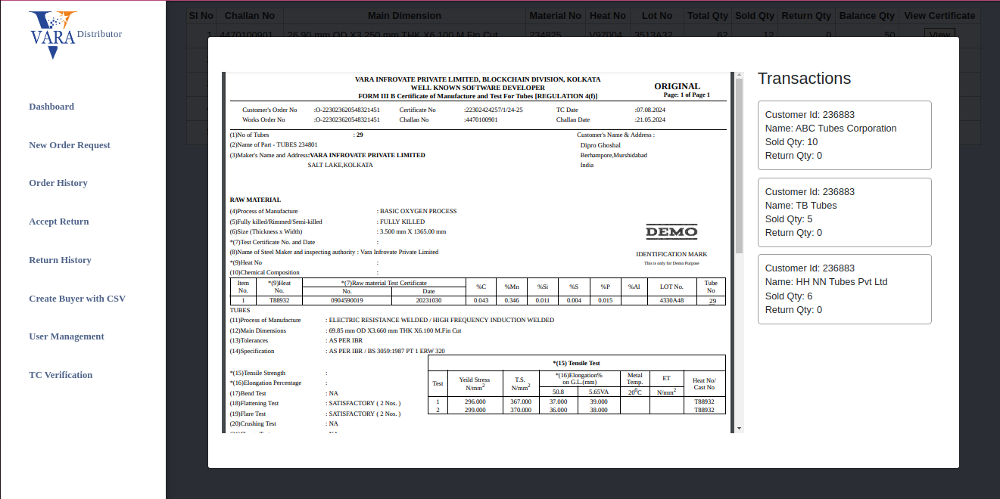 VARA Distributor
Dashboard
New Order Request
Order History
Accept Return
Return History
Create Buyer with CSV
User Management
TC Verification
Sl No Challan No Main Dimension Material No Heat No Lot No Total Qty Sold Qty Return Qty Balance Qty View Certificate
1 4470100901 26.90 mm OD X3.250 mm THK X6.100 M.Fin Cut 234825 V97004 3513A32 62 12 0 50 View
VARA INFROVATE PRIVATE LIMITED, BLOCKCHAIN DIVISION, KOLKATA
WELL KNOWN SOFTWARE DEVELOPER
FORM III B Certificate of Manufacture and Test For Tubes [REGULATION 4(f)]
ORIGINAL
Page: 1 of Page 1
Customer's Order No :O-223023620548321451 Certificate No :22302424257/1/24-25 TC Date :07.08.2024
Works Order No :O-223023620548321451 Challan No :4470100901 Challan Date :21.05.2024
(1)No of Tubes : 29 Customer's Name & Address :
(2)Name of Part - TUBES 234801 Dipro Ghoshal
(3)Maker's Name and Address:VARA INFROVATE PRIVATE LIMITED Berhampore,Murshidabad
SALT LAKE,KOLKATA India
RAW MATERIAL
(4)Process of Manufacture : BASIC OXYGEN PROCESS
(5)Fully killed/Rimmed/Semi-killed : FULLY KILLED
(6)Size (Thickness x Width) : 3.500 mm X 1365.00 mm
*(7)Test Certificate No. and Date :
(8)Name of Steel Maker and inspecting authority : Vara Infrovate Private Limited
*(9)Heat No :
(10)Chemical Composition :
DEMO
IDENTIFICATION MARK
This is only for Demo Purpose
Item No. *(9)Heat No. *(7)Raw material Test Certificate %C %Mn %Si %S %P %Al LOT No. Tube No
No. Date
1 T88932 0904590019 20231030 0.043 0.346 0.011 0.004 0.015 4330A48 29
TUBES
(11)Process of Manufacture : ELECTRIC RESISTANCE WELDED / HIGH FREQUENCY INDUCTION WELDED
(12)Main Dimensions : 69.85 mm OD X3.660 mm THK X6.100 M.Fin Cut
(13)Tolerances : AS PER IBR
(14)Specification : AS PER IBR / BS 3059:1987 PT 1 ERW 320
*(15)Tensile Strength :
*(16)Elongation Percentage :
(17)Bend Test : NA
(18)Flattening Test : SATISFACTORY ( 2 Nos. )
(19)Flare Test : SATISFACTORY ( 2 Nos. )
(20)Crushing Test : NA
*(15) Tensile Test
Test Yeild Stress N/mm2 T.S. N/mm2 *(16)Elongation% on G.L.(mm) Metal Temp. ET Heat No/ Cast No
50.8 5.65VA 20⁰C N/mm2
1 296.000 367.000 37.000 39.000 T88932
2 299.000 370.000 36.000 38.000 T88932
Transactions
Customer Id: 236883
Name: ABC Tubes Corporation
Sold Qty: 10
Return Qty: 0
Customer Id: 236883
Name: TB Tubes
Sold Qty: 5
Return Qty: 0
Customer Id: 236883
Name: HH NN Tubes Pvt Ltd
Sold Qty: 6
Return Qty: 0